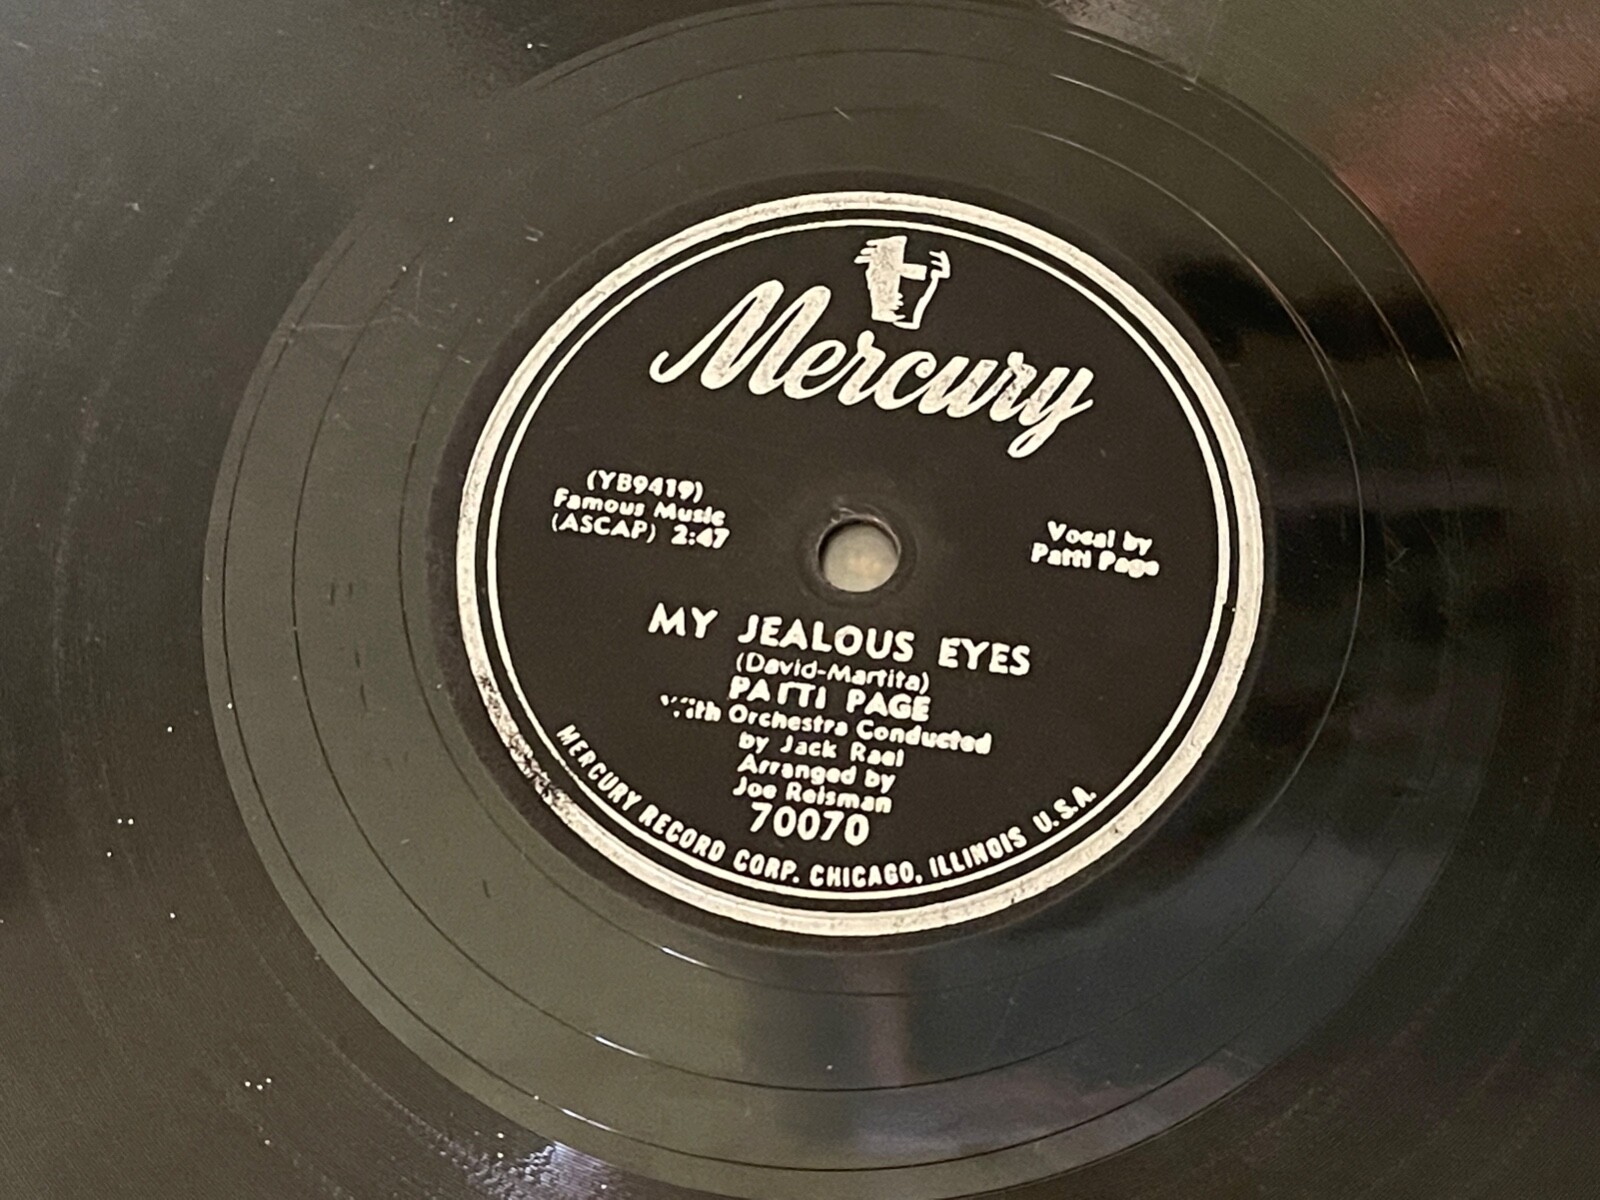 Mercury
(YB9419)
Famous Music
(ASCAP) 2:47
Vocal by
Patti Page
MY JEALOUS EYES
(David-Martita)
PATTI PAGE
With Orchestra Conducted
by Jack Rael
Arranged by
Joe Reisman
70070
MERCURY RECORD CORP. CHICAGO, ILLINOIS U.S.A.